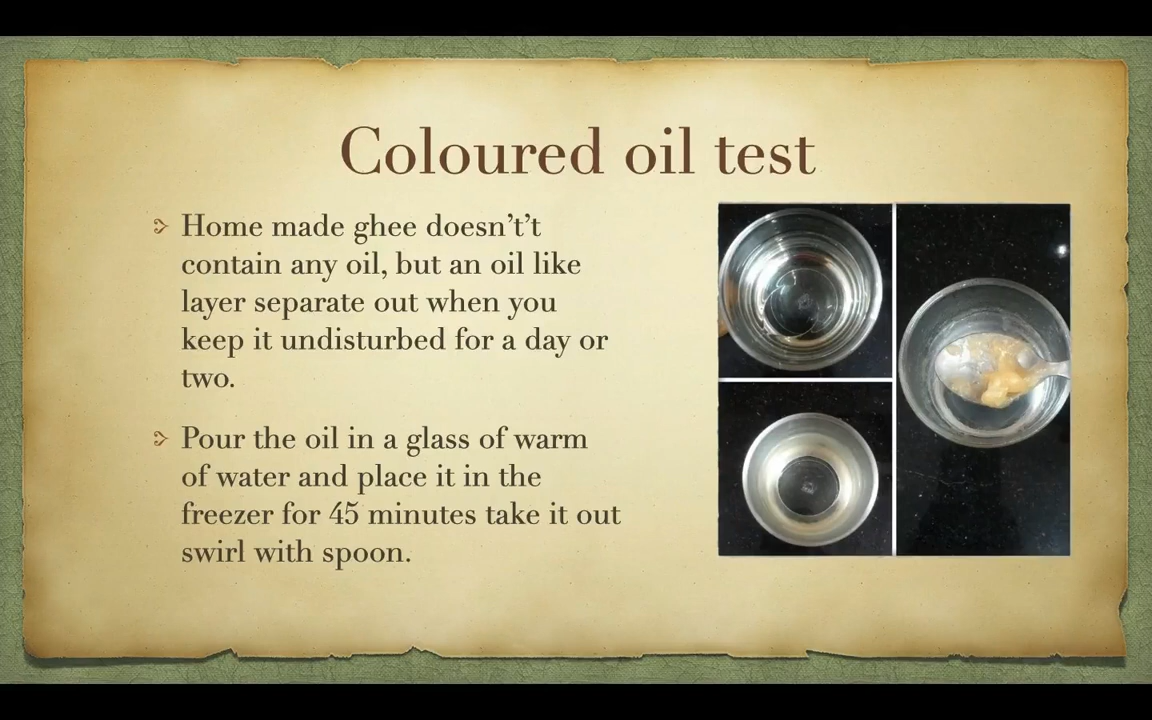 Coloured oil test
Home made ghee doesn’t’t
contain any oil, but an oil like
layer separate out when you
keep it undisturbed for a day or
two.
Pour the oil in a glass of warm
of water and place it in the
freezer for 45 minutes take it out
swirl with spoon.